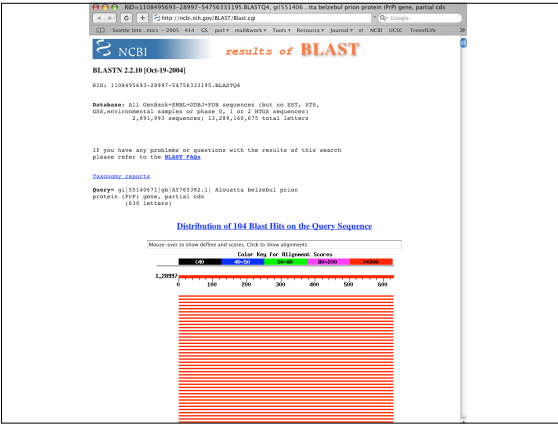 RID=1108495693-28997-54756333195.BLASTQ4, gi|551406...tta belzebul prion protein (PrP) gene, partial cds
http://ncbi.nih.gov/BLAST/Blast.cgi
Google
Seattle Inte...mics - 2005 414 GS perl mail&work Tools Resource Journal el NCBI UCSC TreeofLife
NCBI
results of BLAST
BLASTN 2.2.10 [Oct-19-2004]
RID: 1108495693-28997-54756333195.BLASTQ4
Database: All GenBank+EMBL+DDBJ+PDB sequences (but no EST, STS,
GSS,environmental samples or phase 0, 1 or 2 HTGS sequences)
2,891,993 sequences; 13,289,160,675 total letters
If you have any problems or questions with the results of this search
please refer to the BLAST FAQs
Taxonomy reports
Query= gi|55140671|gb|AY765382.1| Alouatta belzebul prion
protein (PrP) gene, partial cds
(630 letters)
Distribution of 104 Blast Hits on the Query Sequence
Mouse-over to show defline and scores. Click to show alignments
Color Key for Alignment Scores
<40 40-50 50-80 80-200 >=200
1_28997
0 100 200 300 400 500 600